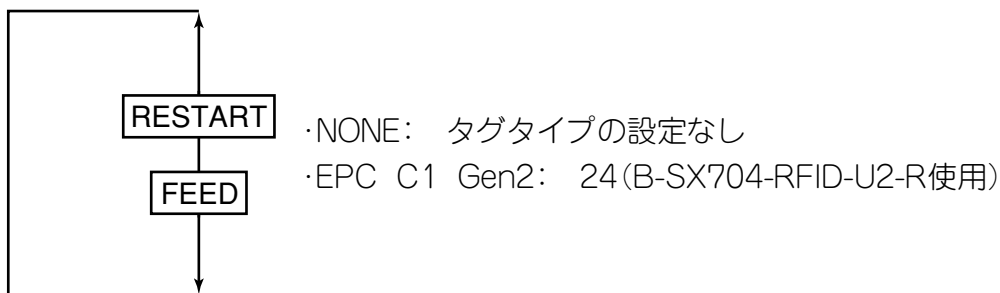 RESTART
・NONE： タグタイプの設定なし
・EPC C1 Gen2： 24（B-SX704-RFID-U2-R使用）
FEED